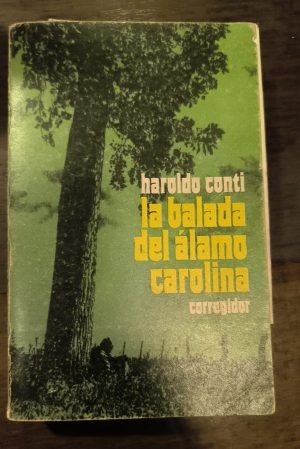 haroldo conti
la balada
del álamo
carolina
corregidor